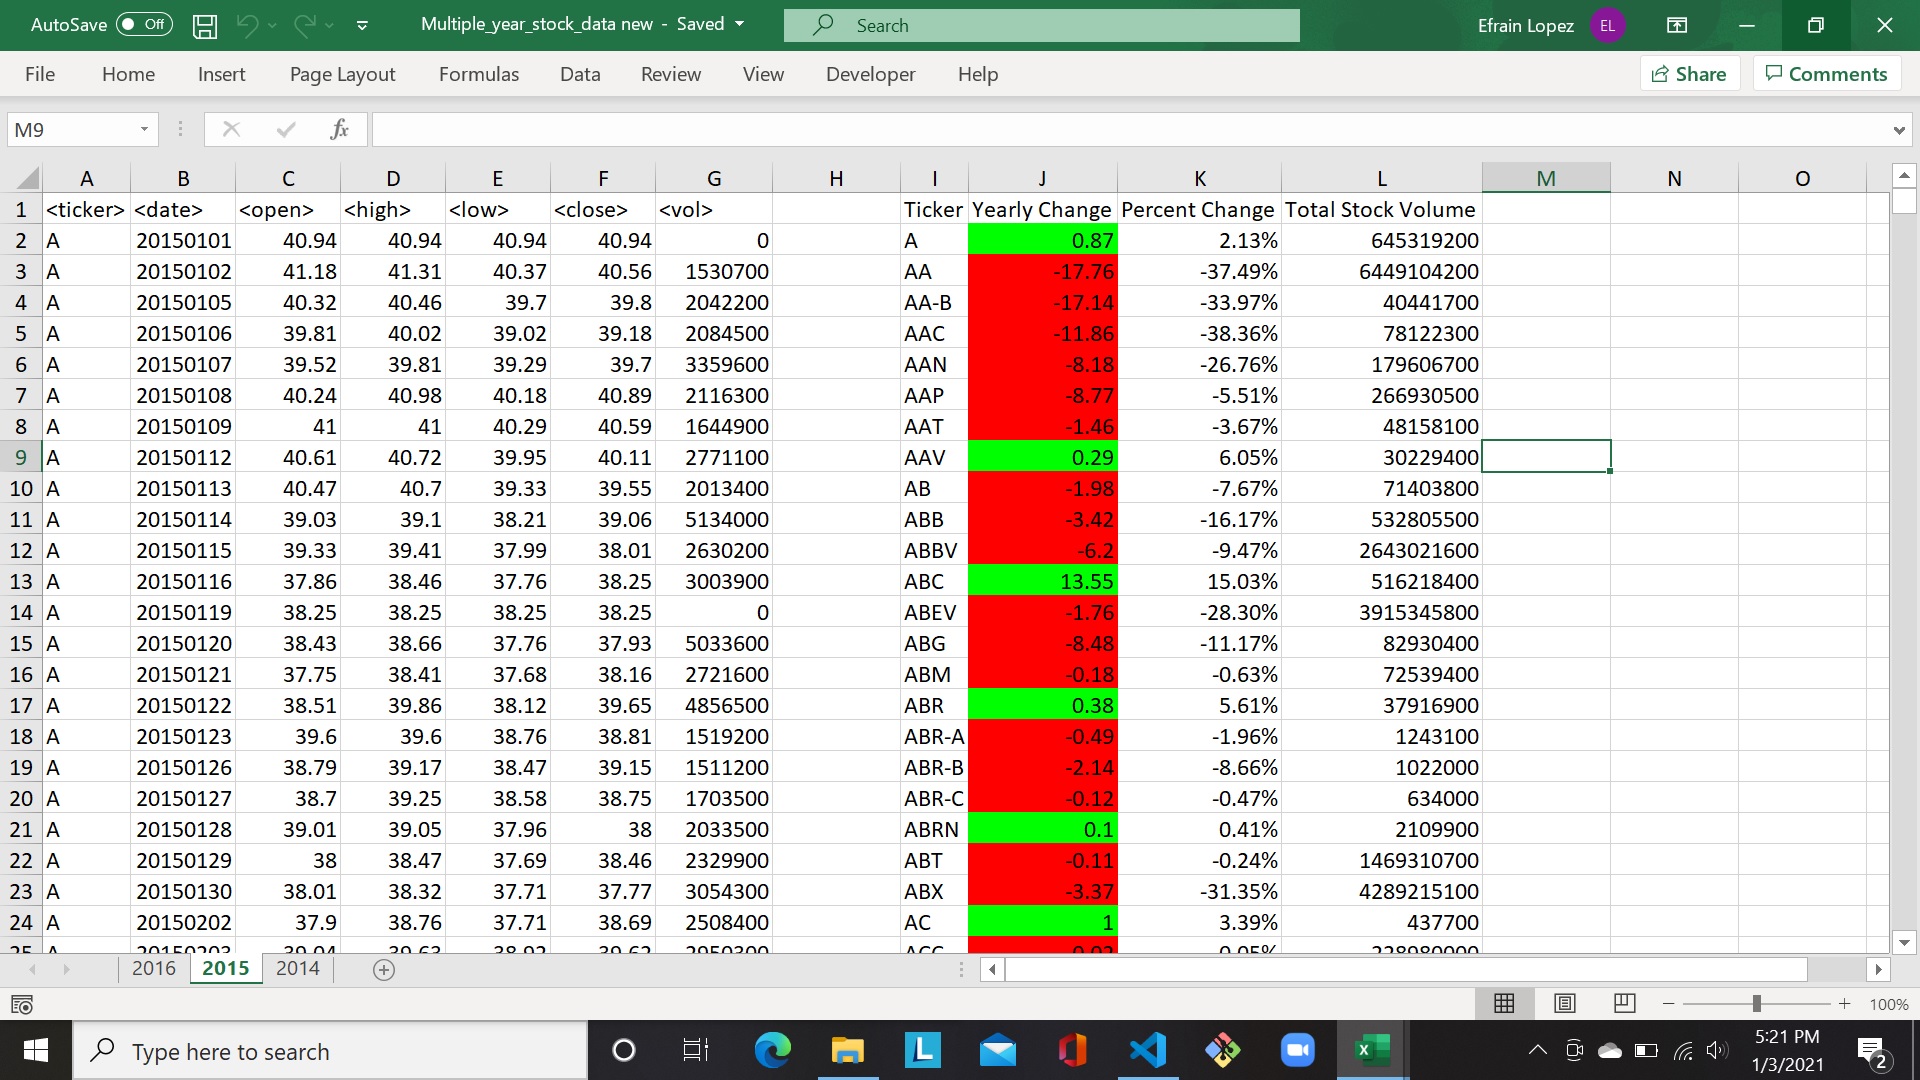 AutoSave Off Multiple_year_stock_data new - Saved Search Efrain Lopez EL
File Home Insert Page Layout Formulas Data Review View Developer Help Share Comments
M9 fx
A B C D E F G H I J K L M N O
1 <ticker> <date> <open> <high> <low> <close> <vol> Ticker Yearly Change Percent Change Total Stock Volume
2 A 20150101 40.94 40.94 40.94 40.94 0 A 0.87 2.13% 645319200
3 A 20150102 41.18 41.31 40.37 40.56 1530700 AA -17.76 -37.49% 6449104200
4 A 20150105 40.32 40.46 39.7 39.8 2042200 AA-B -17.14 -33.97% 40441700
5 A 20150106 39.81 40.02 39.02 39.18 2084500 AAC -11.86 -38.36% 78122300
6 A 20150107 39.52 39.81 39.29 39.7 3359600 AAN -8.18 -26.76% 179606700
7 A 20150108 40.24 40.98 40.18 40.89 2116300 AAP -8.77 -5.51% 266930500
8 A 20150109 41 41 40.29 40.59 1644900 AAT -1.46 -3.67% 48158100
9 A 20150112 40.61 40.72 39.95 40.11 2771100 AAV 0.29 6.05% 30229400
10 A 20150113 40.47 40.7 39.33 39.55 2013400 AB -1.98 -7.67% 71403800
11 A 20150114 39.03 39.1 38.21 39.06 5134000 ABB -3.42 -16.17% 532805500
12 A 20150115 39.33 39.41 37.99 38.01 2630200 ABBV -6.2 -9.47% 2643021600
13 A 20150116 37.86 38.46 37.76 38.25 3003900 ABC 13.55 15.03% 516218400
14 A 20150119 38.25 38.25 38.25 38.25 0 ABEV -1.76 -28.30% 3915345800
15 A 20150120 38.43 38.66 37.76 37.93 5033600 ABG -8.48 -11.17% 82930400
16 A 20150121 37.75 38.41 37.68 38.16 2721600 ABM -0.18 -0.63% 72539400
17 A 20150122 38.51 39.86 38.12 39.65 4856500 ABR 0.38 5.61% 37916900
18 A 20150123 39.6 39.6 38.76 38.81 1519200 ABR-A -0.49 -1.96% 1243100
19 A 20150126 38.79 39.17 38.47 39.15 1511200 ABR-B -2.14 -8.66% 1022000
20 A 20150127 38.7 39.25 38.58 38.75 1703500 ABR-C -0.12 -0.47% 634000
21 A 20150128 39.01 39.05 37.96 38 2033500 ABRN 0.1 0.41% 2109900
22 A 20150129 38 38.47 37.69 38.46 2329900 ABT -0.11 -0.24% 1469310700
23 A 20150130 38.01 38.32 37.71 37.77 3054300 ABX -3.37 -31.35% 4289215100
24 A 20150202 37.9 38.76 37.71 38.69 2508400 AC 1 3.39% 437700
2016 2015 2014
100%
Type here to search L 5:21 PM
1/3/2021 2